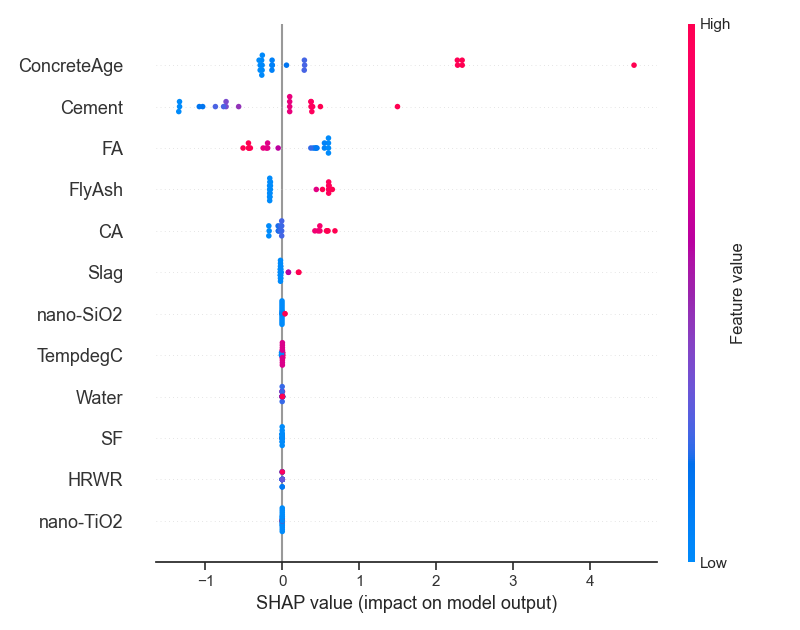 High
ConcreteAge
Cement
FA
FlyAsh
CA
Slag
nano-SiO2
TempdegC
Water
SF
HRWR
nano-TiO2
Feature value
Low
−1 0 1 2 3 4
SHAP value (impact on model output)